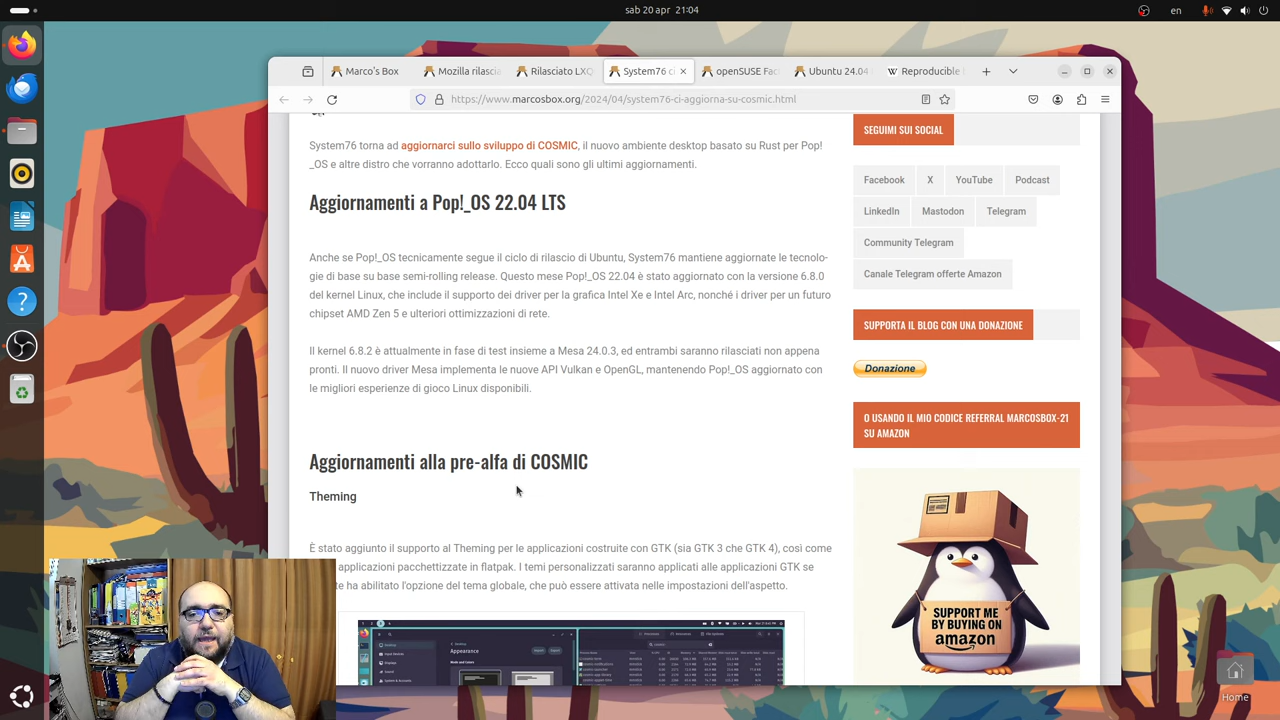 sab 20 apr 21:04
en
Marco's Box
Mozilla rilascia
Rilasciato LXQ
System76 ci
openSUSE Fac
Ubuntu 24.04
Reproducible
https://www.marcosbox.org/2024/04/system76-ci-aggiorna-su-cosmic.html
System76 torna ad aggiornarci sullo sviluppo di COSMIC, il nuovo ambiente desktop basato su Rust per Pop!
_OS e altre distro che vorranno adottarlo. Ecco quali sono gli ultimi aggiornamenti.
Aggiornamenti a Pop!_OS 22.04 LTS
Anche se Pop!_OS tecnicamente segue il ciclo di rilascio di Ubuntu, System76 mantiene aggiornate le tecnolo-
gie di base su base semi-rolling release. Questo mese Pop!_OS 22.04 è stato aggiornato con la versione 6.8.0
del kernel Linux, che include il supporto dei driver per la grafica Intel Xe e Intel Arc, nonché i driver per un futuro
chipset AMD Zen 5 e ulteriori ottimizzazioni di rete.
Il kernel 6.8.2 è attualmente in fase di test insieme a Mesa 24.0.3, ed entrambi saranno rilasciati non appena
pronti. Il nuovo driver Mesa implementa le nuove API Vulkan e OpenGL, mantenendo Pop!_OS aggiornato con
le migliori esperienze di gioco Linux disponibili.
Aggiornamenti alla pre-alfa di COSMIC
Theming
È stato aggiunto il supporto al Theming per le applicazioni costruite con GTK (sia GTK 3 che GTK 4), così come
applicazioni pacchettizzate in flatpak. I temi personalizzati saranno applicati alle applicazioni GTK se
ha abilitato l'opzione del tema globale, che può essere attivata nelle impostazioni dell'aspetto.
Appearance
SEGUIMI SUI SOCIAL
Facebook
X
YouTube
Podcast
LinkedIn
Mastodon
Telegram
Community Telegram
Canale Telegram offerte Amazon
SUPPORTA IL BLOG CON UNA DONAZIONE
Donazione
O USANDO IL MIO CODICE REFERRAL MARCOSBOX-21
SU AMAZON
SUPPORT ME
BY BUYING ON
amazon
Home